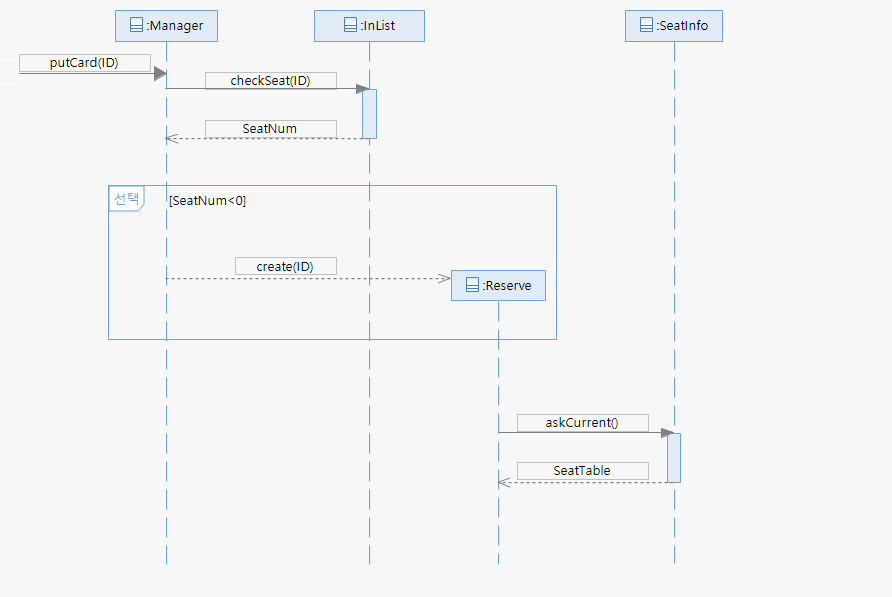 :Manager
:InList
:SeatInfo
putCard(ID)
checkSeat(ID)
SeatNum
선택
[SeatNum<0]
create(ID)
:Reserve
askCurrent()
SeatTable